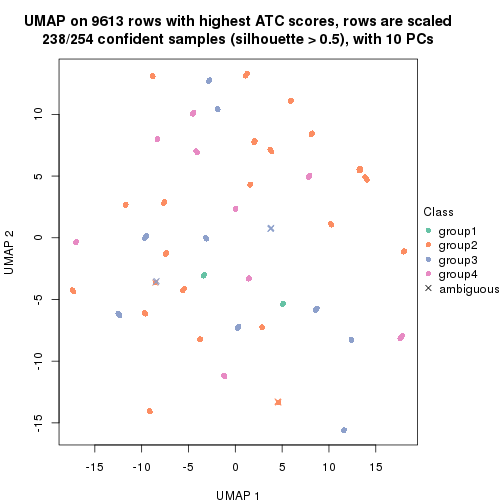 UMAP on 9613 rows with highest ATC scores, rows are scaled
238/254 confident samples (silhouette > 0.5), with 10 PCs
10
5
0
-5
-10
-15
UMAP 2
-15
-10
-5
0
5
10
15
UMAP 1
Class
group1
group2
group3
group4
ambiguous